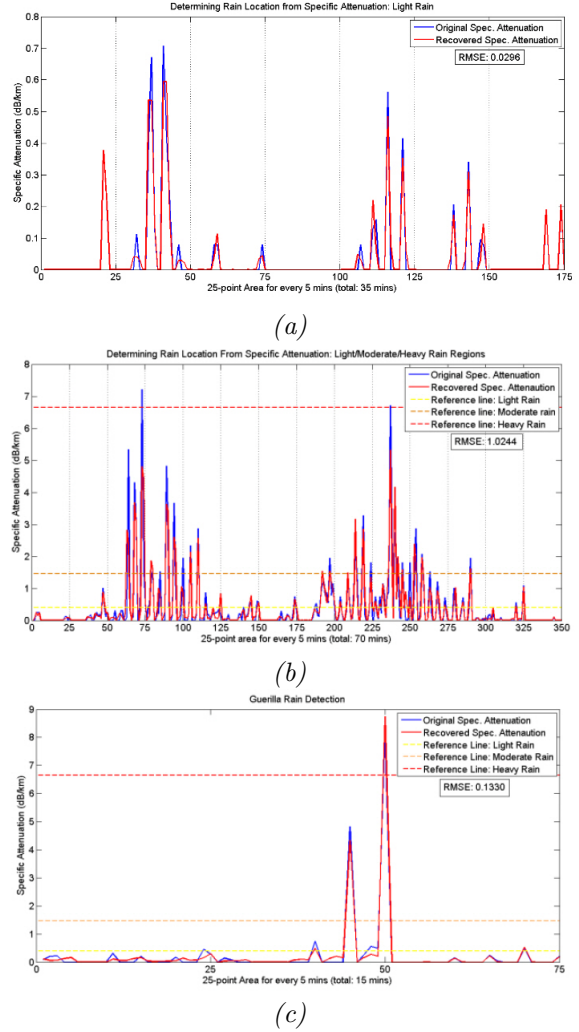 Determining Rain Location from Specific Attenuation: Light Rain
Specific Attenuation (dB/km)
0.8
0.7
0.6
0.5
0.4
0.3
0.2
0.1
0
Original Spec. Attenuation
Recovered Spec. Attenuation
RMSE: 0.0296
0 25 50 75 100 125 150 175
25-point Area for every 5 mins (total: 35 mins)
(a)
Determining Rain Location From Specific Attenuation: Light/Moderate/Heavy Rain Regions
Specific Attenuation (dB/km)
8
7
6
5
4
3
2
1
0
Original Spec. Attenuation
Recovered Spec. Attenaution
Reference line: Light Rain
Reference line: Moderate rain
Reference line: Heavy Rain
RMSE: 1.0244
0 25 50 75 100 125 150 175 200 225 250 275 300 325 350
25-point area for every 5 mins (total: 70 mins)
(b)
Guerilla Rain Detection
Specific Attenuation (dB/km)
9
8
7
6
5
4
3
2
1
0
Original Spec. Attenuation
Recovered Spec. Attenaution
Reference Line: Light Rain
Reference Line: Moderate Rain
Reference Line: Heavy Rain
RMSE: 0.1330
0 25 50 75
25-point Area for every 5 mins (total: 15 mins)
(c)